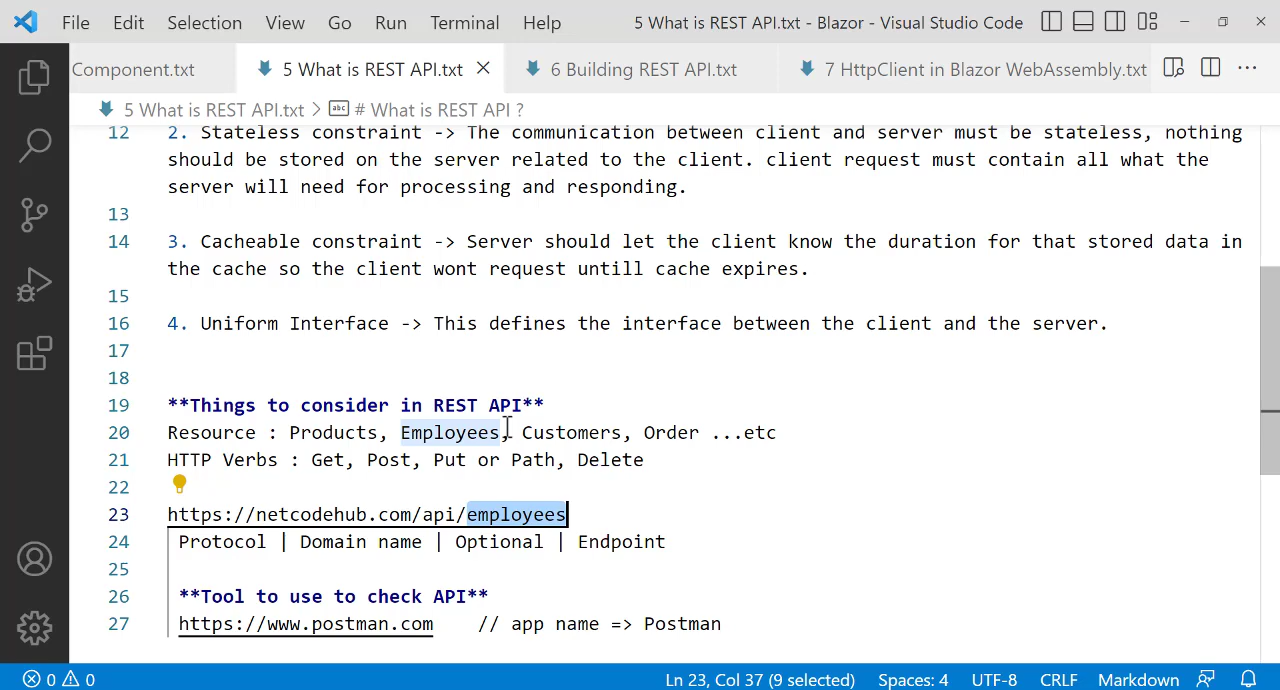 File Edit Selection View Go Run Terminal Help 5 What is REST API.txt - Blazor - Visual Studio Code
Component.txt 5 What is REST API.txt 6 Building REST API.txt 7 HttpClient in Blazor WebAssembly.txt
5 What is REST API.txt > # What is REST API ?
12 2. Stateless constraint -> The communication between client and server must be stateless, nothing
should be stored on the server related to the client. client request must contain all what the
server will need for processing and responding.
13
14 3. Cacheable constraint -> Server should let the client know the duration for that stored data in
the cache so the client wont request untill cache expires.
15
16 4. Uniform Interface -> This defines the interface between the client and the server.
17
18
19 **Things to consider in REST API**
20 Resource : Products, Employees, Customers, Order ...etc
21 HTTP Verbs : Get, Post, Put or Path, Delete
22
23 https://netcodehub.com/api/employees
24 Protocol | Domain name | Optional | Endpoint
25
26 **Tool to use to check API**
27 https://www.postman.com // app name => Postman
0 0 Ln 23, Col 37 (9 selected) Spaces: 4 UTF-8 CRLF Markdown